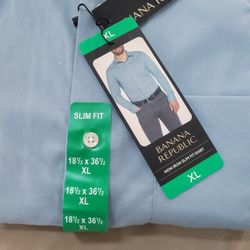 XL
BANANA
REPUBLIC
NON-IRON SLIM FIT SHIRT
XL
SLIM FIT
18½ x 36½
XL
18½ x 36½
XL
18½ x 36½
XL